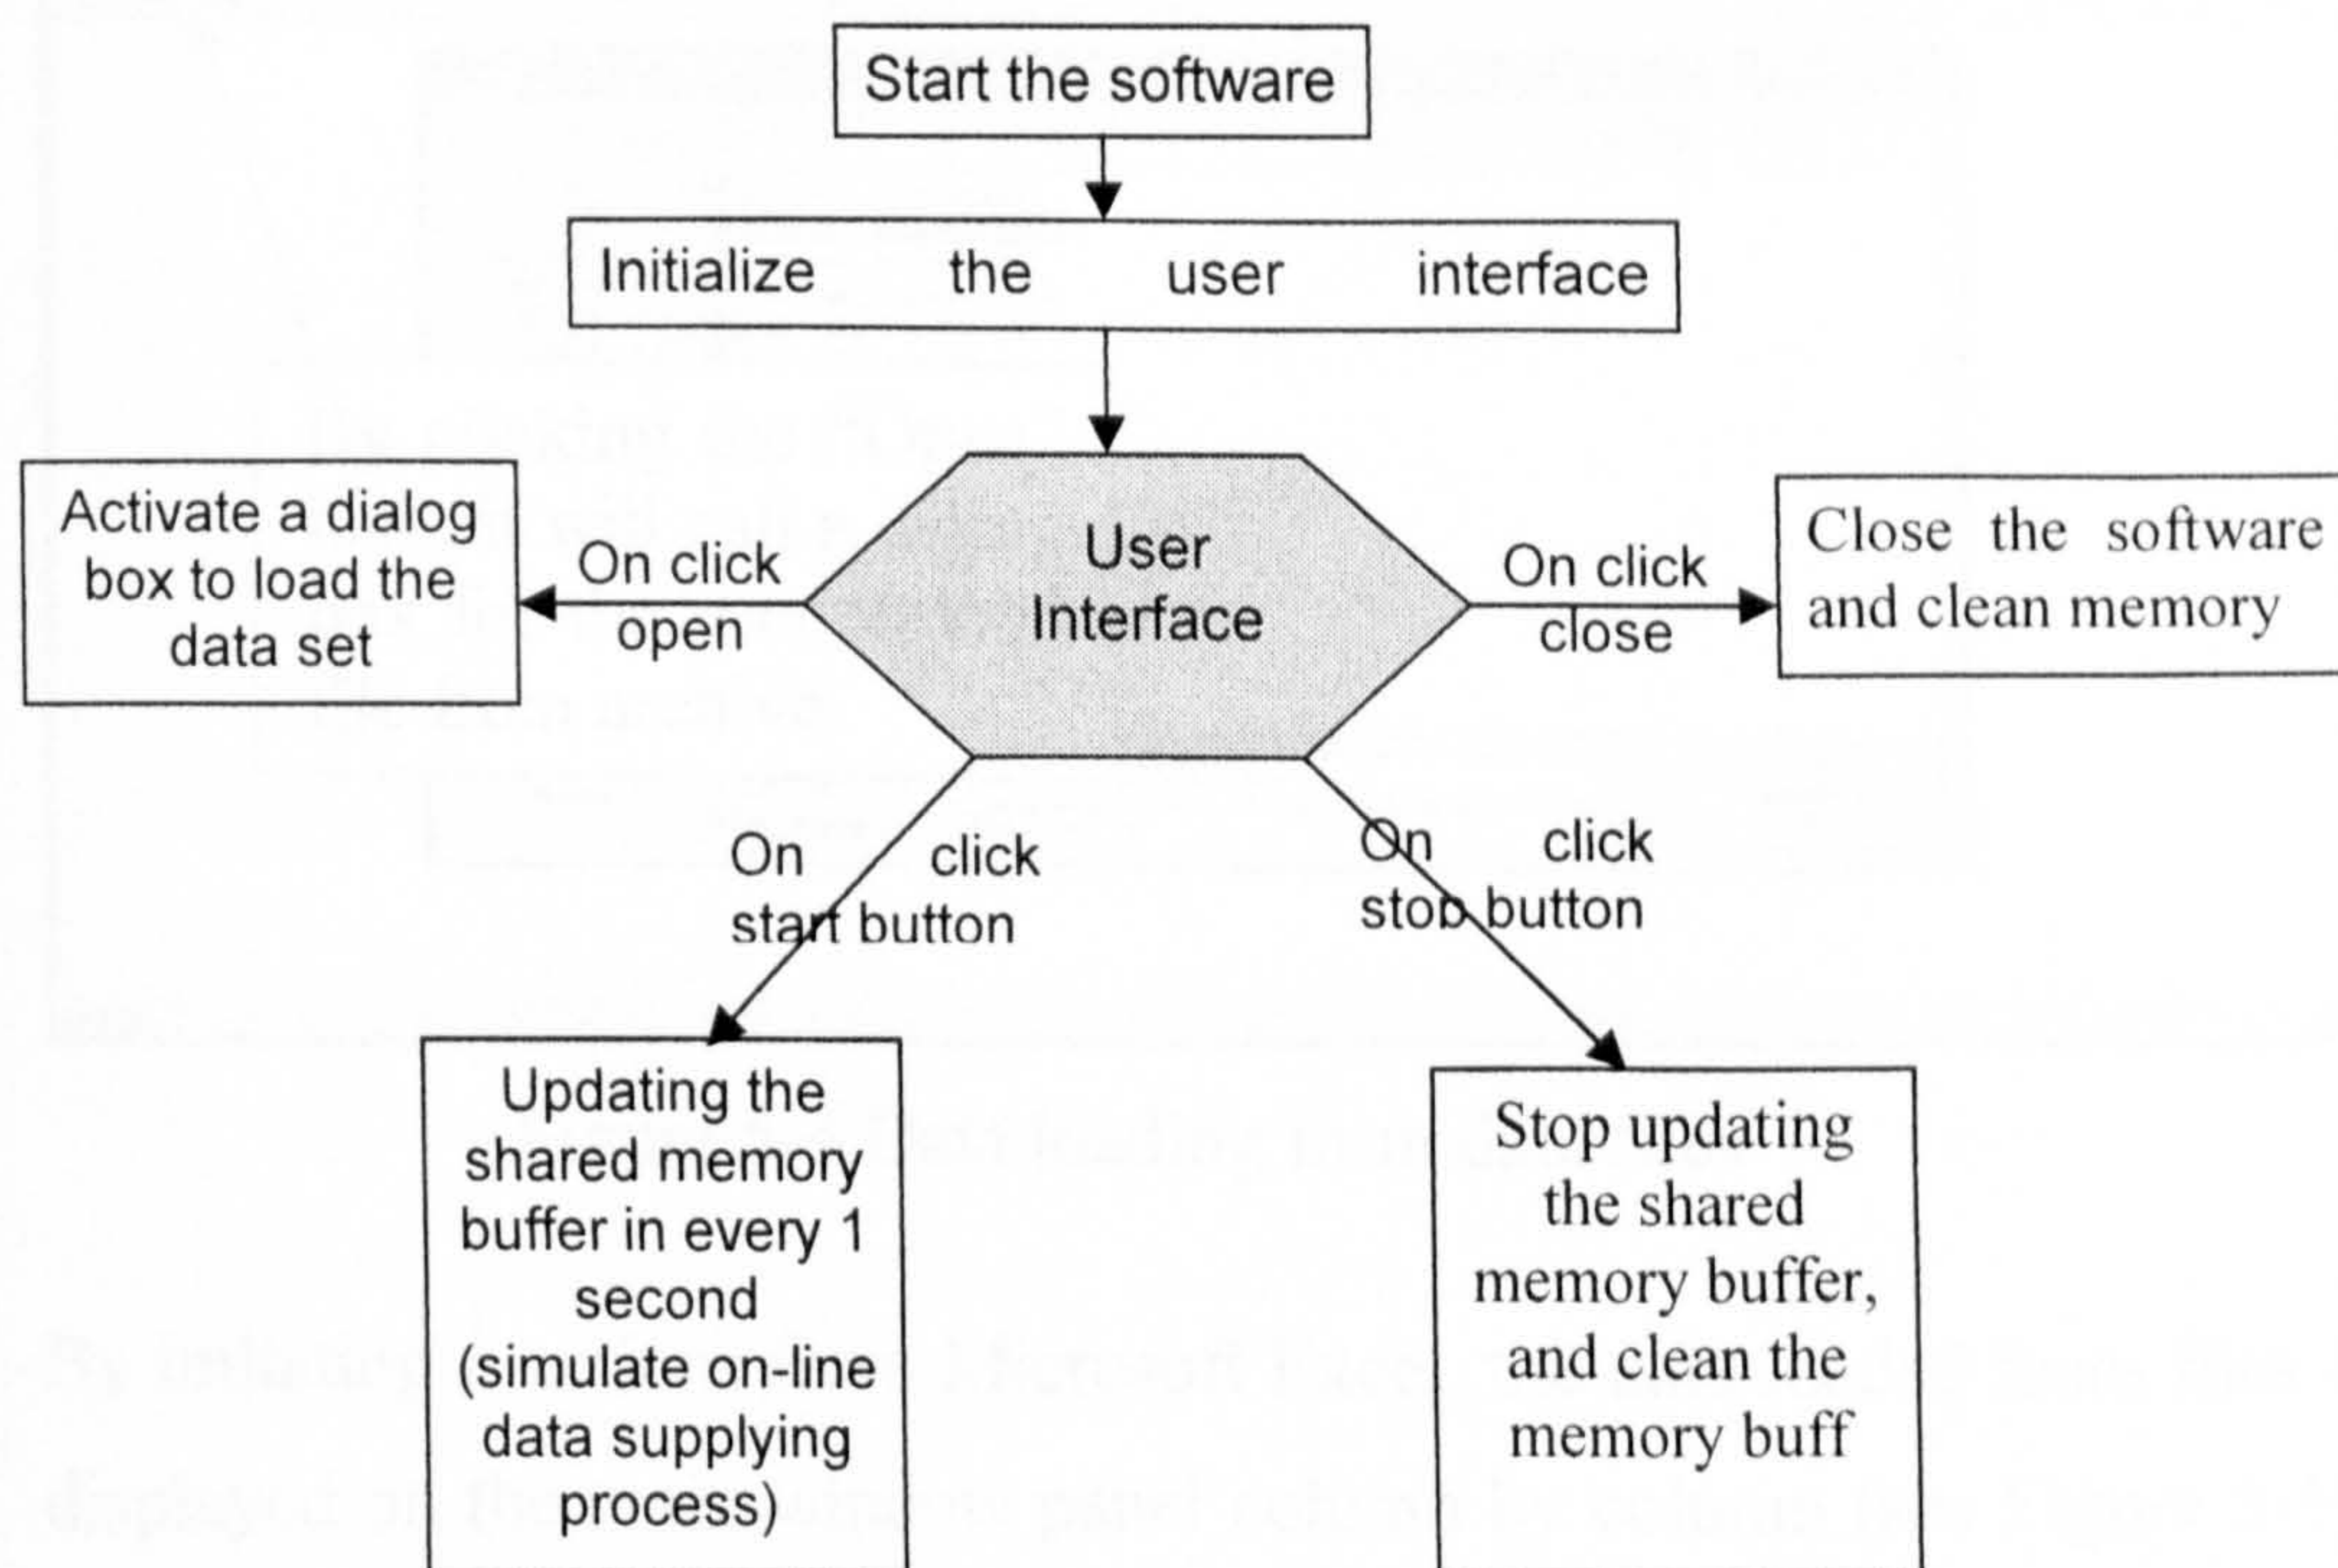 Start the software
Initialize the user interface
Activate a dialog
box to load the
data set
On click
open
User
Interface
On click
close
Close the software
and clean memory
On click
start button
On click
stop button
Updating the
shared memory
buffer in every 1
second
(simulate on-line
data supplying
process)
Stop updating
the shared
memory buffer,
and clean the
memory buff